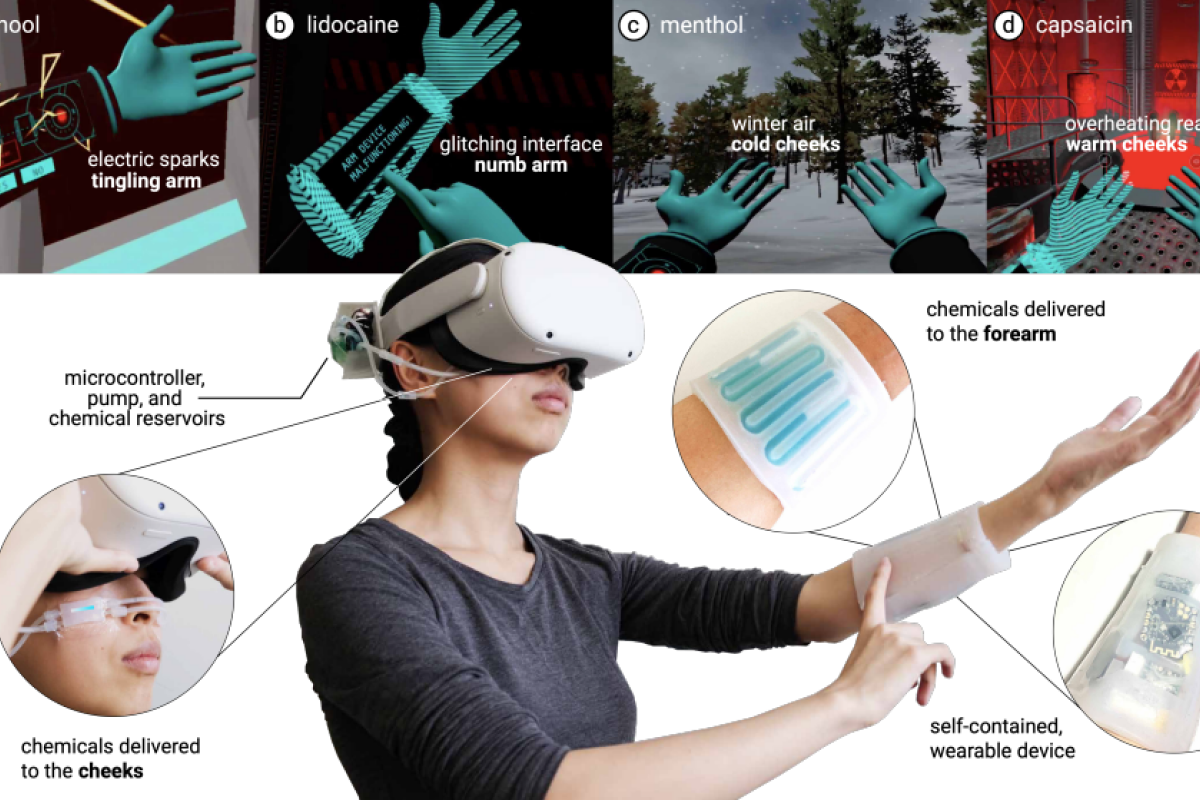 b lidocaine
c menthol
d capsaicin
electric sparks
tingling arm
ARM DEVICE
MALFUNCTIONING!
glitching interface
numb arm
winter air
cold cheeks
overheating
warm cheeks
chemicals delivered
to the forearm
microcontroller,
pump, and
chemical reservoirs
chemicals delivered
to the cheeks
self-contained,
wearable device